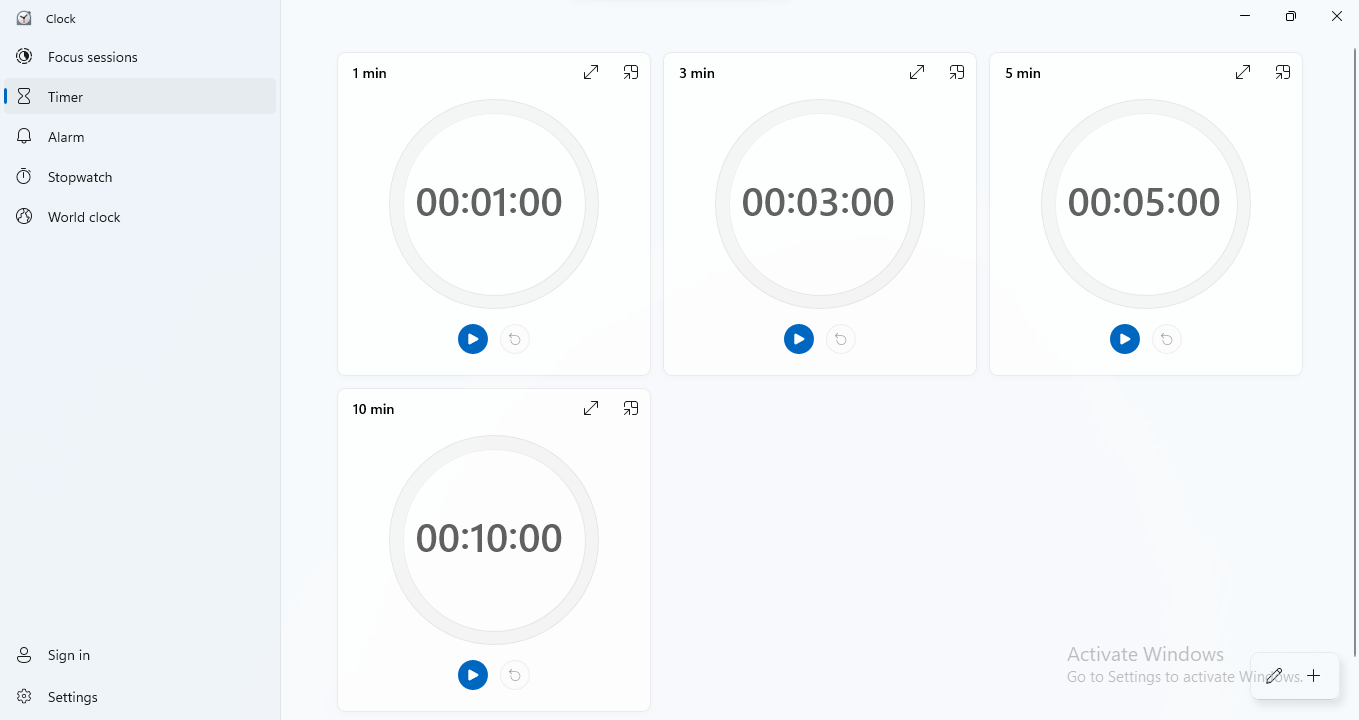 Clock
Focus sessions
Timer
Alarm
Stopwatch
World clock
Sign in
Settings
1 min
00:01:00
3 min
00:03:00
5 min
00:05:00
10 min
00:10:00
Activate Windows
Go to Settings to activate Windows.